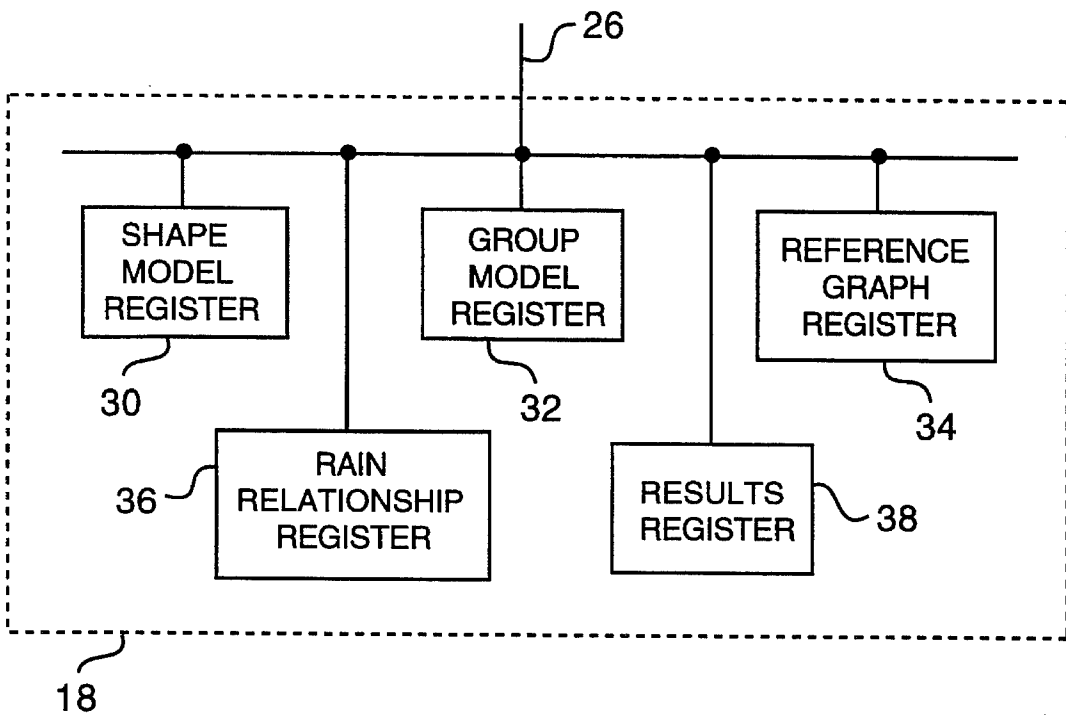 26
SHAPE
MODEL
REGISTER
30
GROUP
MODEL
REGISTER
32
REFERENCE
GRAPH
REGISTER
34
36
RAIN
RELATIONSHIP
REGISTER
RESULTS
REGISTER
38
18